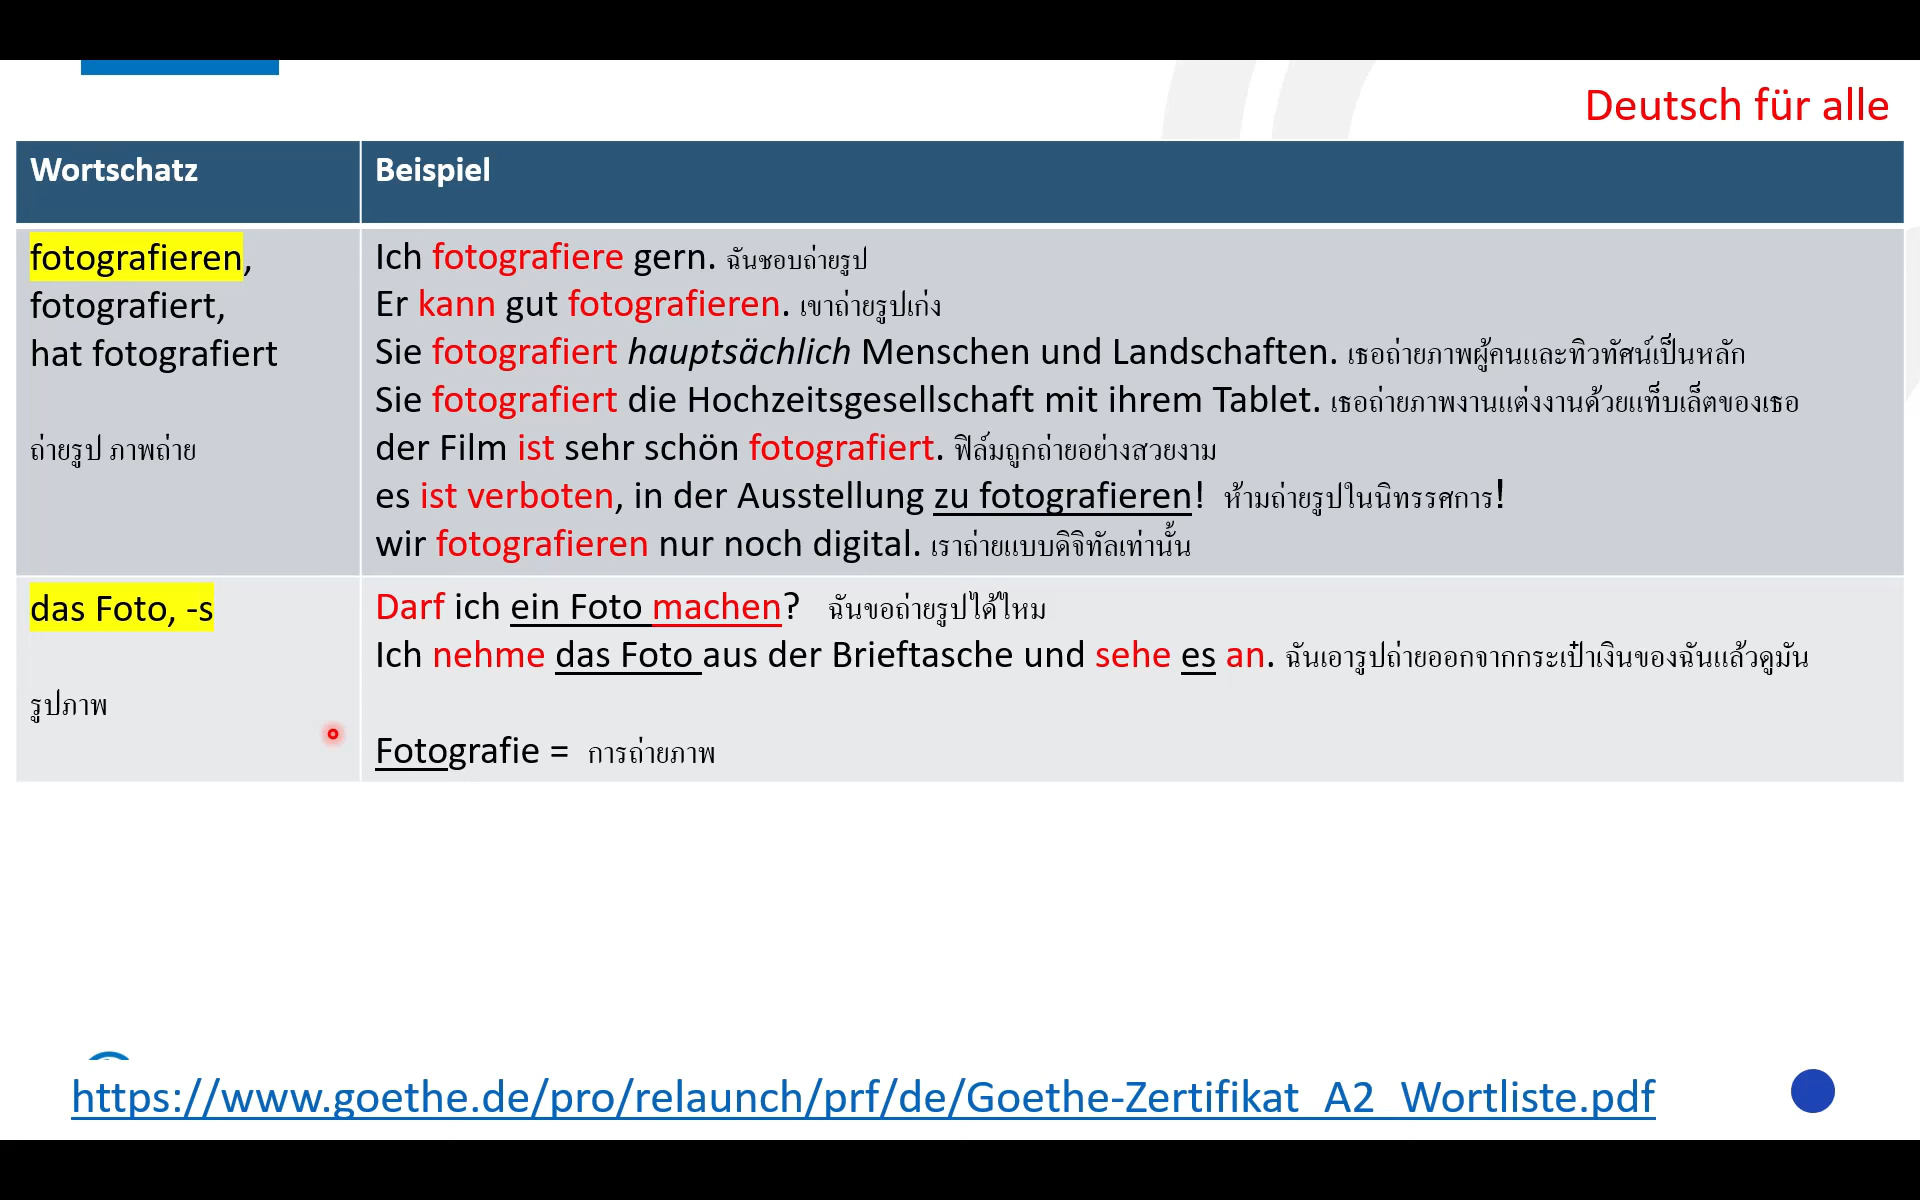 Deutsch für alle
Wortschatz
Beispiel
fotografieren,
fotografiert,
hat fotografiert
ถ่ายรูป ภาพถ่าย
Ich fotografiere gern. ฉันชอบถ่ายรูป
Er kann gut fotografieren. เขาถ่ายรูปเก่ง
Sie fotografiert hauptsächlich Menschen und Landschaften. เธอถ่ายภาพผู้คนและทิวทัศน์เป็นหลัก
Sie fotografiert die Hochzeitsgesellschaft mit ihrem Tablet. เธอถ่ายภาพงานแต่งงานด้วยแท็บเล็ตของเธอ
der Film ist sehr schön fotografiert. ฟิล์มถูกถ่ายอย่างสวยงาม
es ist verboten, in der Ausstellung zu fotografieren! ห้ามถ่ายรูปในนิทรรศการ!
wir fotografieren nur noch digital. เราถ่ายแบบดิจิทัลเท่านั้น
das Foto, -s
รูปภาพ
Darf ich ein Foto machen? ฉันขอถ่ายรูปได้ไหม
Ich nehme das Foto aus der Brieftasche und sehe es an. ฉันเอารูปถ่ายออกจากกระเป๋าเงินของฉันแล้วดูมัน
Fotografie = การถ่ายภาพ
https://www.goethe.de/pro/relaunch/prf/de/Goethe-Zertifikat_A2_Wortliste.pdf